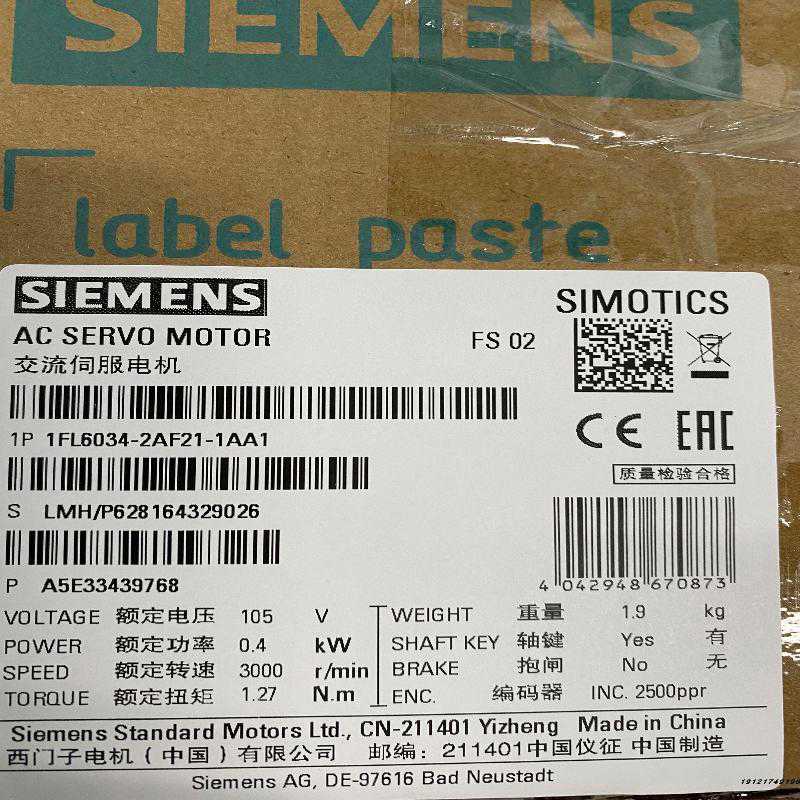 SIEMENS
label paste
SIEMENS
SIMOTICS
AC SERVO MOTOR
FS 02
交流伺服电机
1P 1FL6034-2AF21-1AA1
CE EAC
质量检验合格
S LMH/P628164329026
P A5E33439768
4 042948 670873
VOLTAGE 额定电压 105 V
WEIGHT 重量 1.9 kg
POWER 额定功率 0.4 kW
SHAFT KEY 轴键 Yes 有
SPEED 额定转速 3000 r/min
BRAKE 抱闸 No 无
TORQUE 额定扭矩 1.27 N.m
ENC. 编码器 INC. 2500ppr
Siemens Standard Motors Ltd., CN-211401 Yizheng Made in China
西门子电机（中国）有限公司 邮编：211401中国仪征 中国制造
Siemens AG, DE-97616 Bad Neustadt